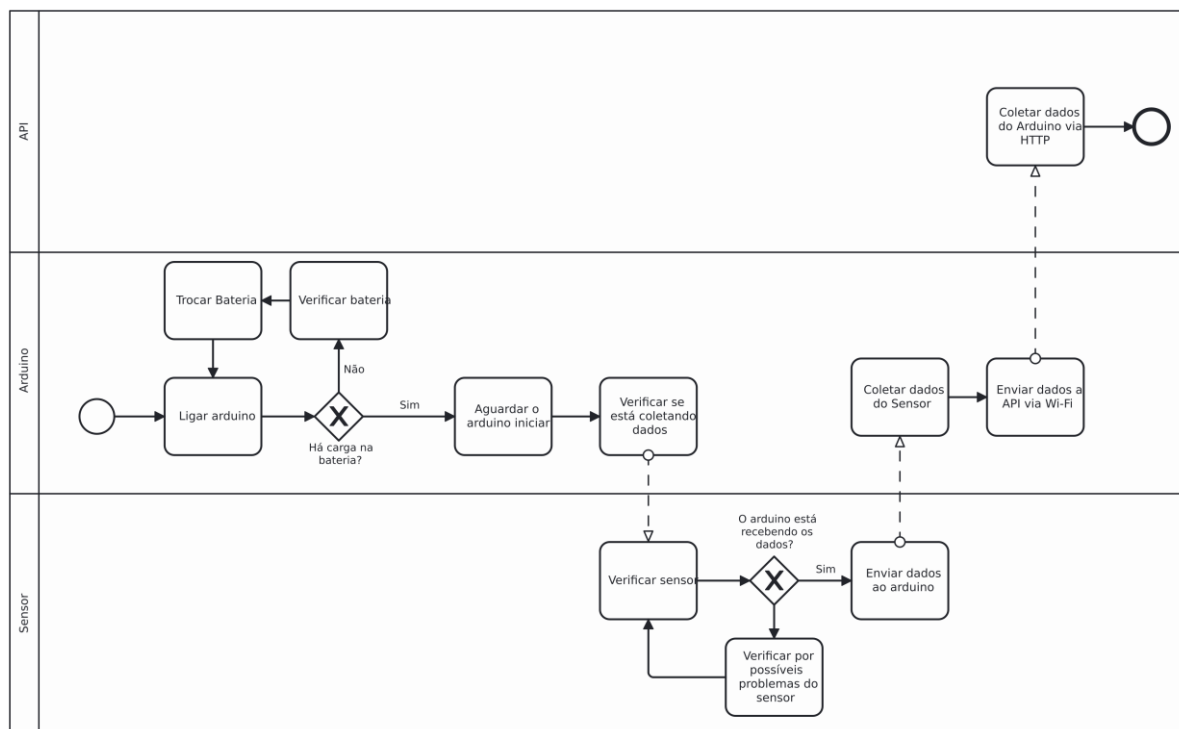 API
Coletar dados
do Arduino via
HTTP
Arduino
Trocar Bateria
Verificar bateria
Não
Ligar arduino
Há carga na
bateria?
Sim
Aguardar o
arduino iniciar
Verificar se
está coletando
dados
Coletar dados
do Sensor
Enviar dados a
API via Wi-Fi
Sensor
Verificar sensor
O arduino está
recebendo os
dados?
Sim
Enviar dados
ao arduino
Verificar por
possíveis
problemas do
sensor